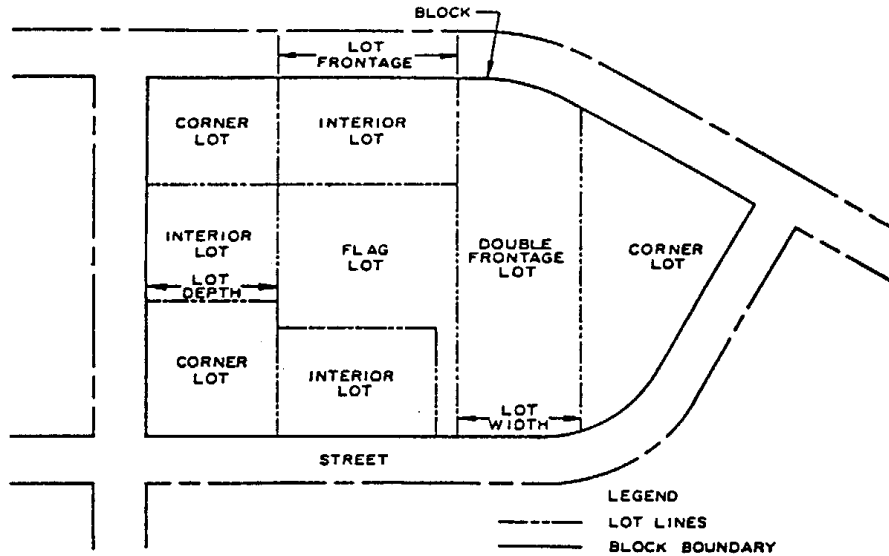 BLOCK
LOT
FRONTAGE
CORNER
LOT
INTERIOR
LOT
INTERIOR
LOT
LOT
DEPTH
FLAG
LOT
DOUBLE
FRONTAGE
LOT
CORNER
LOT
CORNER
LOT
INTERIOR
LOT
LOT
WIDTH
STREET
LEGEND
LOT LINES
BLOCK BOUNDARY